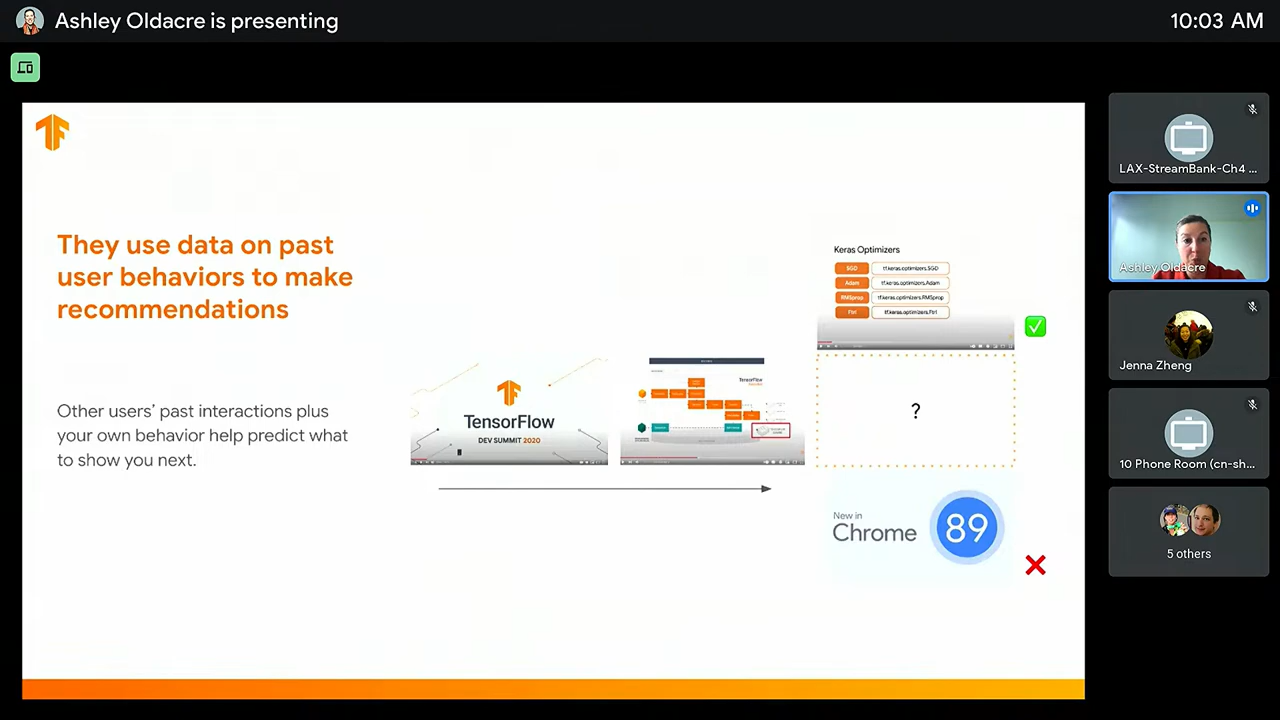 Ashley Oldacre is presenting
10:03 AM
They use data on past
user behaviors to make
recommendations
Other users' past interactions plus
your own behavior help predict what
to show you next.
TensorFlow
DEV SUMMIT 2020
TensorFlow
Keras Optimizers
SGD tf.keras.optimizers.SGD
Adam tf.keras.optimizers.Adam
RMSprop tf.keras.optimizers.RMSprop
Ftrl tf.keras.optimizers.Ftrl
?
New in
Chrome 89
LAX-StreamBank-Ch4 ...
Ashley Oldacre
Jenna Zheng
10 Phone Room (cn-sh...
5 others